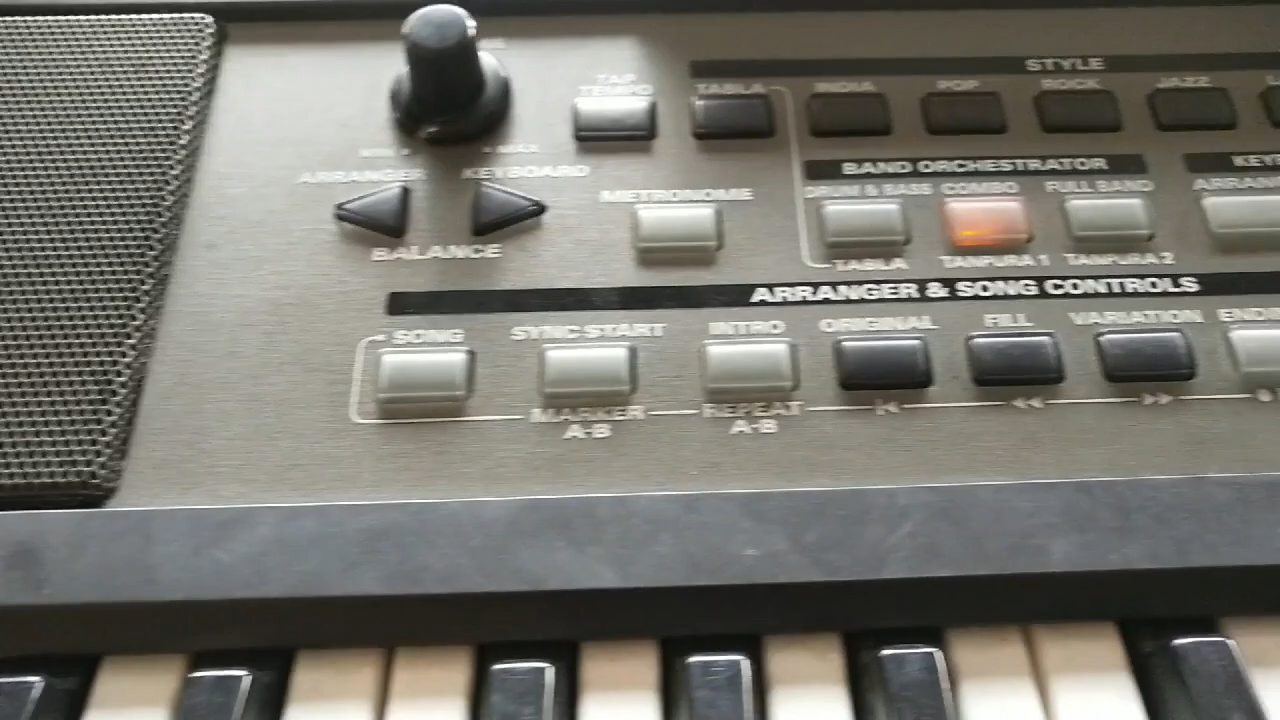 STYLE
TAP
TEMPO
TABLA
INDIA
POP
ROCK
JAZZ
MAX
BAND ORCHESTRATOR
ARRANGER
KEYBOARD
METRONOME
DRUM & BASS
COMBO
FULL BAND
BALANCE
TABLA
TANPURA 1
TANPURA 2
ARRANGER & SONG CONTROLS
SONG
SYNC START
INTRO
ORIGINAL
FILL
VARIATION
MARKER
A-B
REPEAT
A-B